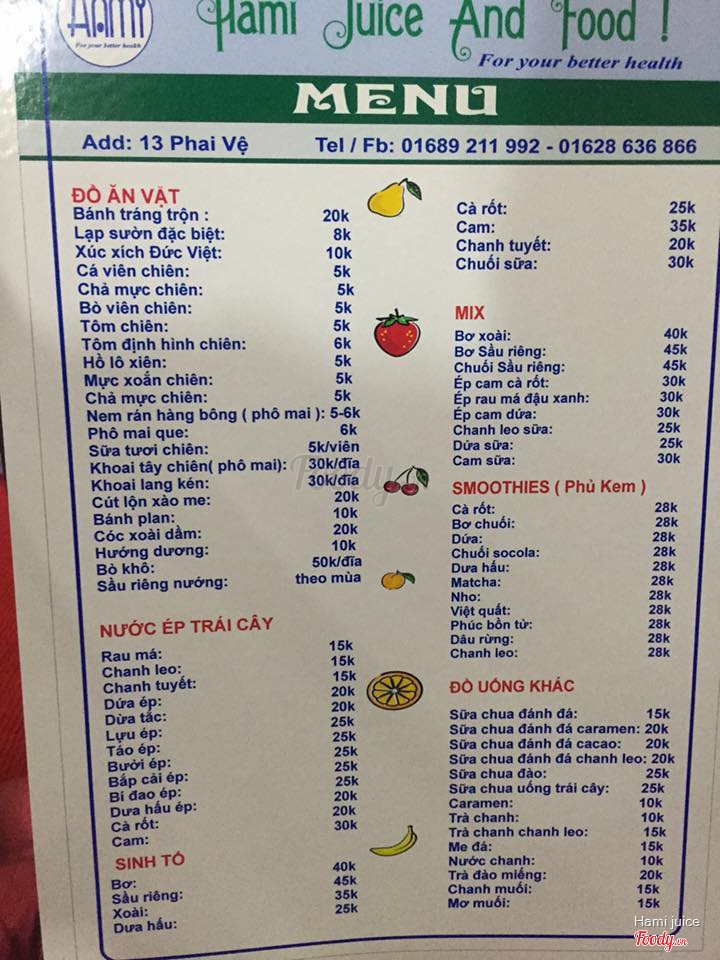 HAMI
For your better health
Hami Juice And Food !
For your better health
MENU
Add: 13 Phai Vệ Tel / Fb: 01689 211 992 - 01628 636 866
ĐỒ ĂN VẶT
Bánh tráng trộn : 20k
Lạp sườn đặc biệt: 8k
Xúc xích Đức Việt: 10k
Cá viên chiên: 5k
Chả mực chiên: 5k
Bò viên chiên: 5k
Tôm chiên: 5k
Tôm định hình chiên: 6k
Hồ lô xiên: 5k
Mực xoắn chiên: 5k
Chả mực chiên: 5k
Nem rán hàng bông ( phô mai ): 5-6k
Phô mai que: 6k
Sữa tươi chiên: 5k/viên
Khoai tây chiên( phô mai): 30k/đĩa
Khoai lang kén: 30k/đĩa
Cút lộn xào me: 20k
Bánh plan: 10k
Cóc xoài dầm: 20k
Hướng dương: 10k
Bò khô: 50k/đĩa
Sầu riêng nướng: theo mùa
NƯỚC ÉP TRÁI CÂY
Rau má: 15k
Chanh leo: 15k
Chanh tuyết: 15k
Dứa ép: 20k
Dừa tắc: 20k
Lựu ép: 25k
Táo ép: 25k
Bưởi ép: 25k
Bắp cải ép: 25k
Bí đao ép: 25k
Dưa hấu ép: 20k
Cà rốt: 20k
Cam: 30k
SINH TỐ
Bơ: 40k
Sầu riêng: 45k
Xoài: 35k
Dưa hấu: 25k
Cà rốt: 25k
Cam: 35k
Chanh tuyết: 20k
Chuối sữa: 30k
MIX
Bơ xoài: 40k
Bơ Sầu riêng: 45k
Chuối Sầu riêng: 45k
Ép cam cà rốt: 30k
Ép rau má đậu xanh: 30k
Ép cam dứa: 30k
Chanh leo sữa: 25k
Dứa sữa: 25k
Cam sữa: 30k
SMOOTHIES ( Phủ Kem )
Cà rốt: 28k
Bơ chuối: 28k
Dứa: 28k
Chuối socola: 28k
Dưa hấu: 28k
Matcha: 28k
Nho: 28k
Việt quất: 28k
Phúc bồn tử: 28k
Dâu rừng: 28k
Chanh leo: 28k
ĐỒ UỐNG KHÁC
Sữa chua đánh đá: 15k
Sữa chua đánh đá caramen: 20k
Sữa chua đánh đá cacao: 20k
Sữa chua đánh đá chanh leo: 20k
Sữa chua đào: 25k
Sữa chua uống trái cây: 25k
Caramen: 10k
Trà chanh: 10k
Trà chanh chanh leo: 15k
Me đá: 15k
Nước chanh: 10k
Trà đào miếng: 20k
Chanh muối: 15k
Mơ muối: 15k
Foody
Hami juice
Foody.vn